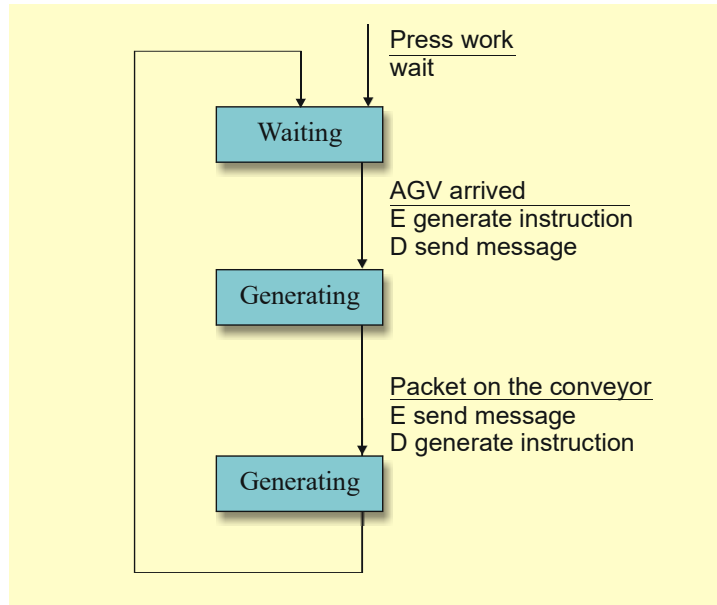 Press work
wait
Waiting
AGV arrived
E generate instruction
D send message
Generating
Packet on the conveyor
E send message
D generate instruction
Generating